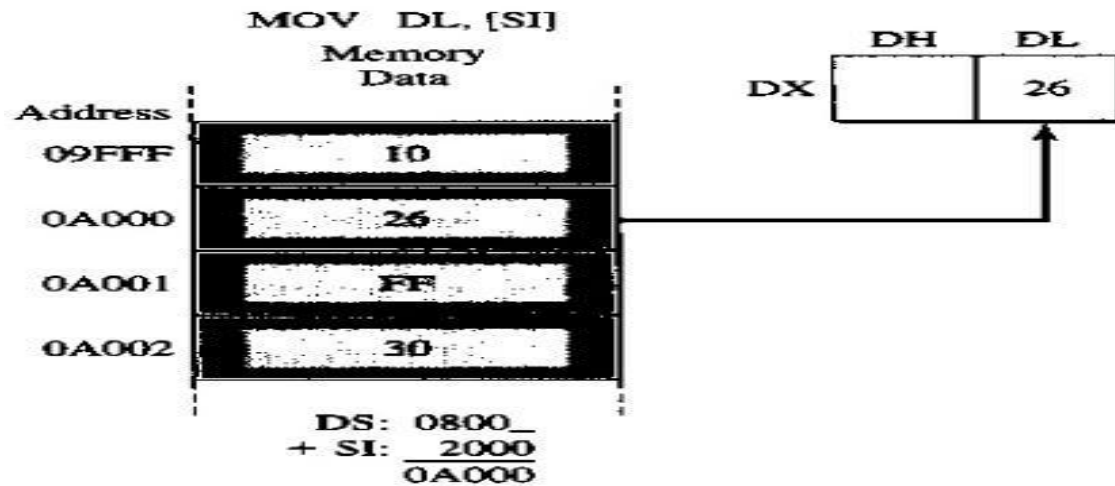 MOV DL, [SI]
Memory
Data
DH DL
DX 26
Address
09FFF 10
0A000 26
0A001 FF
0A002 30
DS: 0800_
+ SI: 2000
0A000